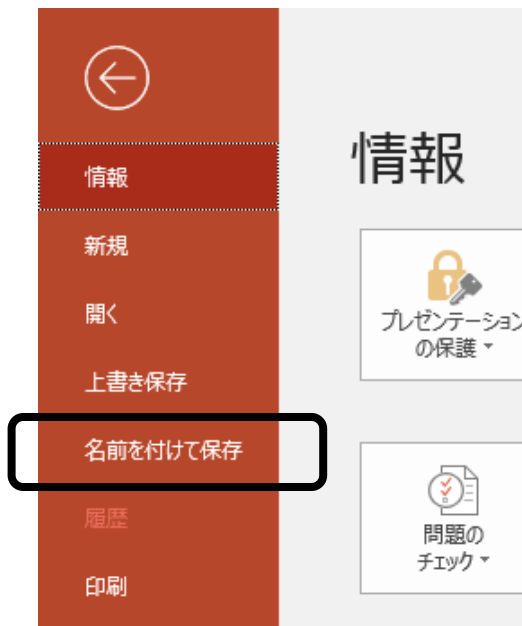 情報
新規
開く
上書き保存
名前を付けて保存
履歴
印刷
情報
プレゼンテーション
の保護
問題の
チェック